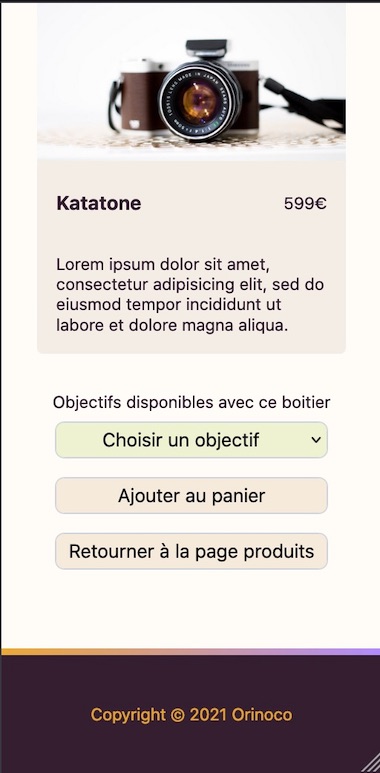 Katatone 599€
Lorem ipsum dolor sit amet,
consectetur adipisicing elit, sed do
eiusmod tempor incididunt ut
labore et dolore magna aliqua.
Objectifs disponibles avec ce boitier
Choisir un objectif
Ajouter au panier
Retourner à la page produits
Copyright © 2021 Orinoco